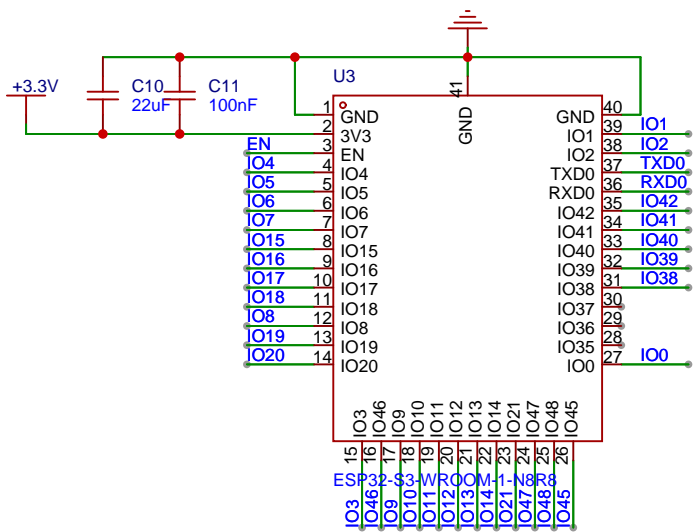 +3.3V
C10
22uF
C11
100nF
U3
41
GND
1
GND
2
3V3
EN
3
EN
IO4
4
IO4
IO5
5
IO5
IO6
6
IO6
IO7
7
IO7
IO15
8
IO15
IO16
9
IO16
IO17
10
IO17
IO18
11
IO18
IO8
12
IO8
IO19
13
IO19
IO20
14
IO20
GND
40
IO1
39
IO1
IO2
38
IO2
TXD0
37
TXD0
RXD0
36
RXD0
IO42
35
IO42
IO41
34
IO41
IO40
33
IO40
IO39
32
IO39
IO38
31
IO38
IO37
30
IO36
29
IO35
28
IO0
27
IO0
IO3
IO46
IO9
IO10
IO11
IO12
IO13
IO14
IO21
IO47
IO48
IO45
15
16
17
18
19
20
21
22
23
24
25
26
ESP32-S3-WROOM-1-N8R8
IO3
IO46
IO9
IO10
IO11
IO12
IO13
IO14
IO21
IO47
IO48
IO45